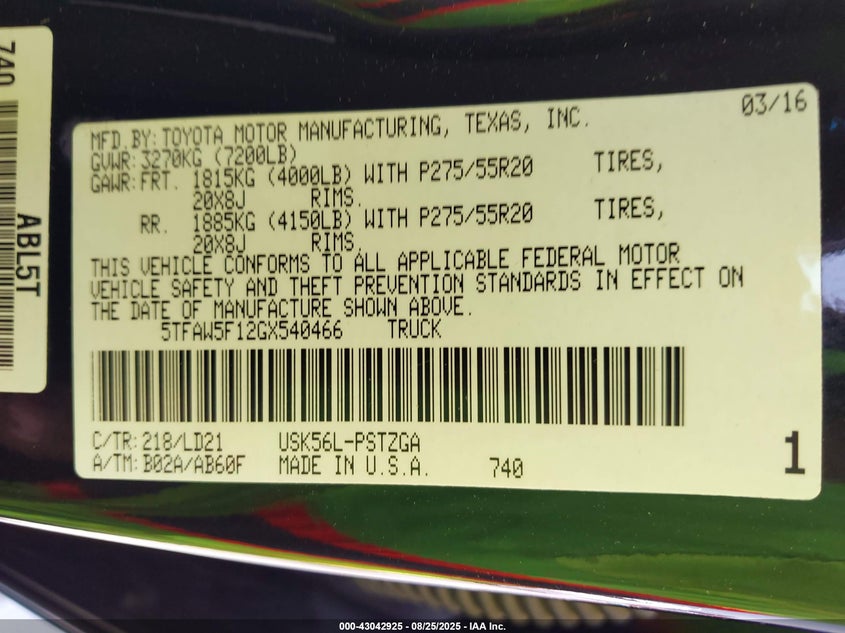 740
ABL5T
03/16
MFD.BY: TOYOTA MOTOR MANUFACTURING, TEXAS, INC.
GVWR: 3270KG (7200LB)
GAWR: FRT. 1815KG (4000LB) WITH P275/55R20 TIRES,
20X8J RIMS.
RR. 1885KG (4150LB) WITH P275/55R20 TIRES,
20X8J RIMS.
THIS VEHICLE CONFORMS TO ALL APPLICABLE FEDERAL MOTOR
VEHICLE SAFETY AND THEFT PREVENTION STANDARDS IN EFFECT ON
THE DATE OF MANUFACTURE SHOWN ABOVE.
5TFAW5F12GX540466 TRUCK
C/TR: 218/LD21 USK56L-PSTZGA
A/TM: B02A/AB60F MADE IN U.S.A. 740
1
000-43042925 - 08/25/2025 - IAA Inc.